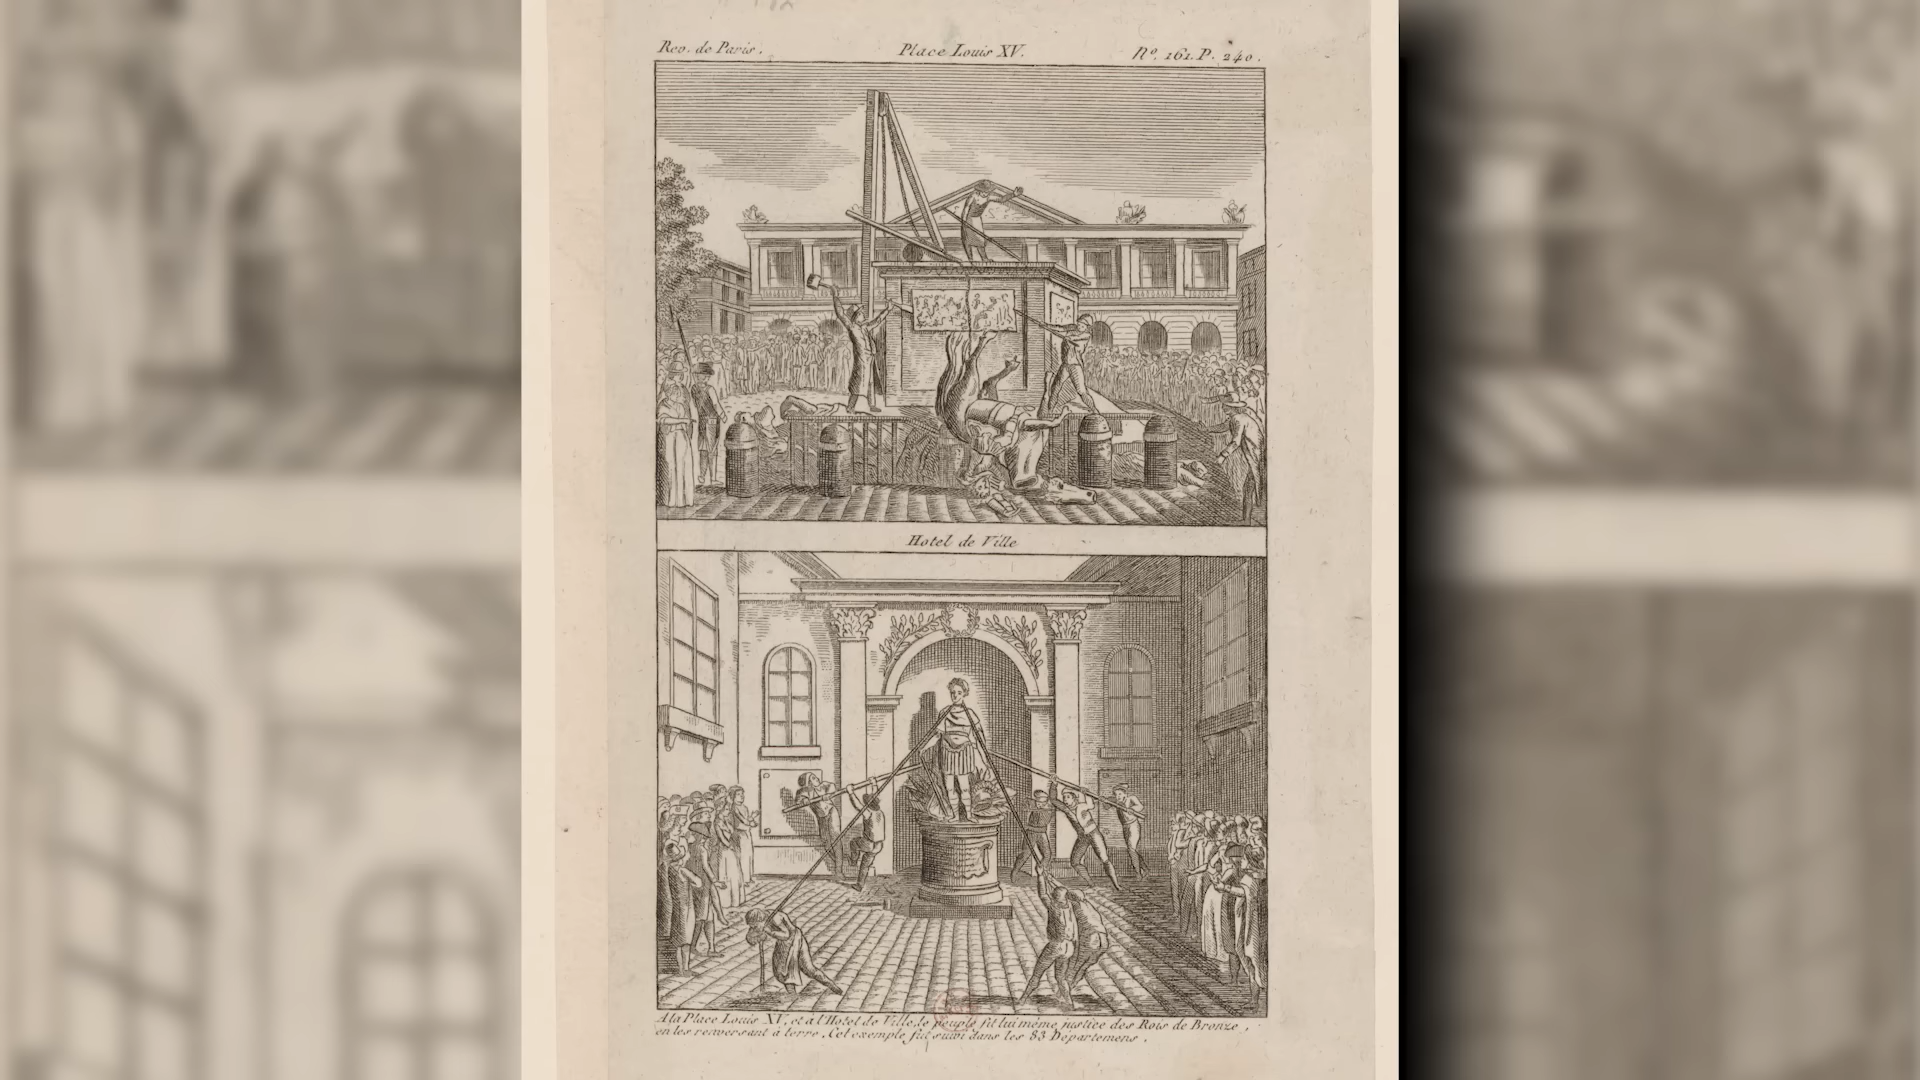 Rev. de Paris.
Place Louis XV.
No. 161. P. 240.
Hotel de Ville
A la Place Louis XV, et à l'Hotel de Ville, le peuple fit lui même justice des Rois de Bronze,
en les renversant à terre. Cet exemple fut suivi dans les 83 Départemens.